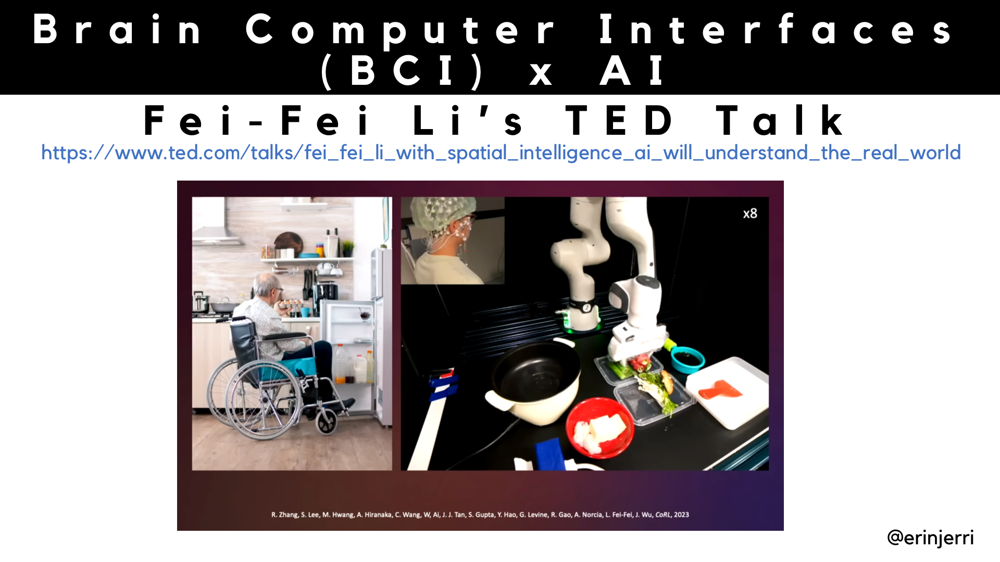 Brain Computer Interfaces
(BCI) x AI
Fei-Fei Li’s TED Talk
https://www.ted.com/talks/fei_fei_li_with_spatial_intelligence_ai_will_understand_the_real_world
x8
R. Zhang, S. Lee, M. Hwang, A. Hiranaka, C. Wang, W, Ai, J. J. Tan, S. Gupta, Y. Hao, G. Levine, R. Gao, A. Norcia, L. Fei-Fei, J. Wu, CoRL, 2023
@erinjerri